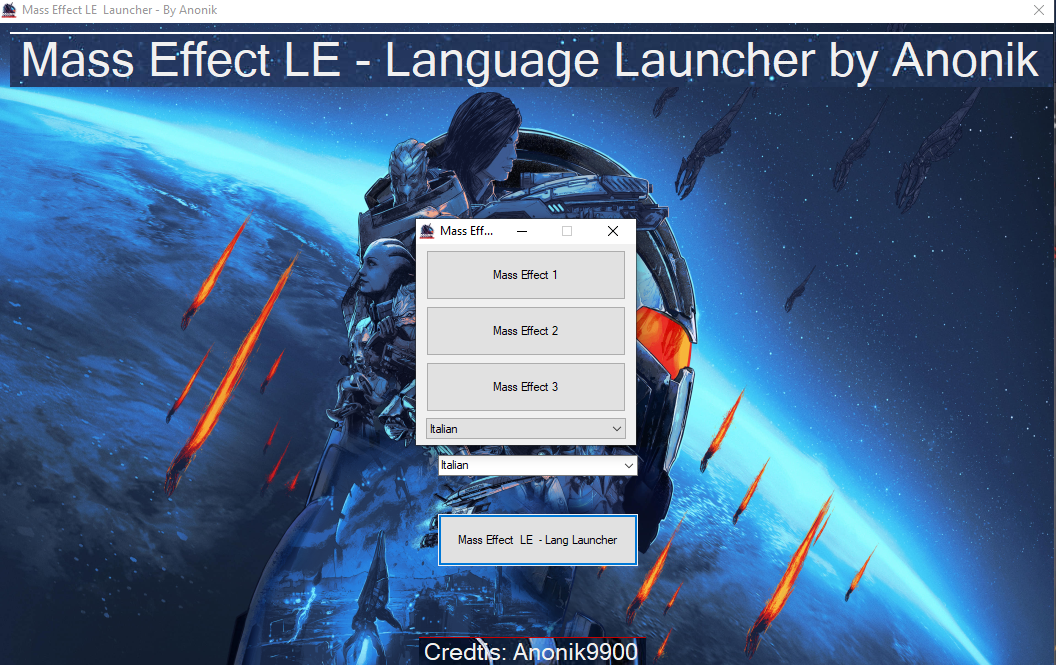 Mass Effect LE  Launcher - By Anonik
Mass Effect LE - Language Launcher by Anonik
Mass Eff...
Mass Effect 1
Mass Effect 2
Mass Effect 3
Italian
Italian
Mass Effect  LE  - Lang Launcher
Credtis: Anonik9900